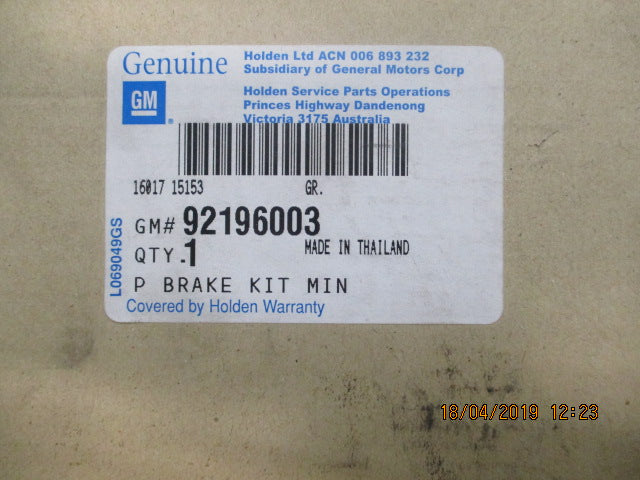 Genuine
GM
®
Holden Ltd ACN 006 893 232
Subsidiary of General Motors Corp
Holden Service Parts Operations
Princes Highway Dandenong
Victoria 3175 Australia
16017 15153 GR.
GM# 92196003
QTY. 1 MADE IN THAILAND
P BRAKE KIT MIN
Covered by Holden Warranty
L069049GS
18/04/2019 12:23